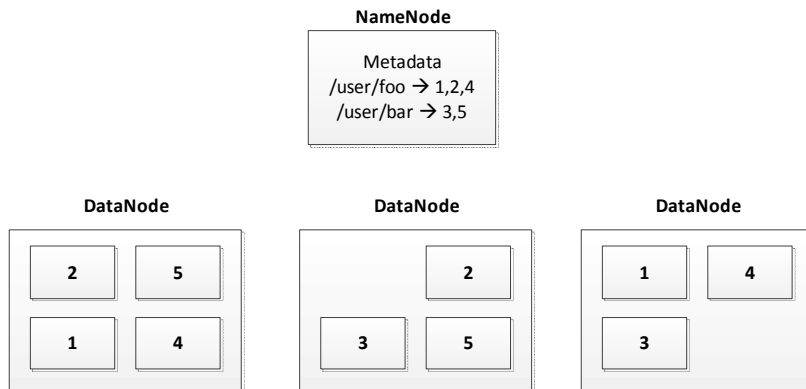 NameNode
Metadata
/user/foo → 1,2,4
/user/bar → 3,5
DataNode
2 5
1 4
DataNode
2
3 5
DataNode
1 4
3